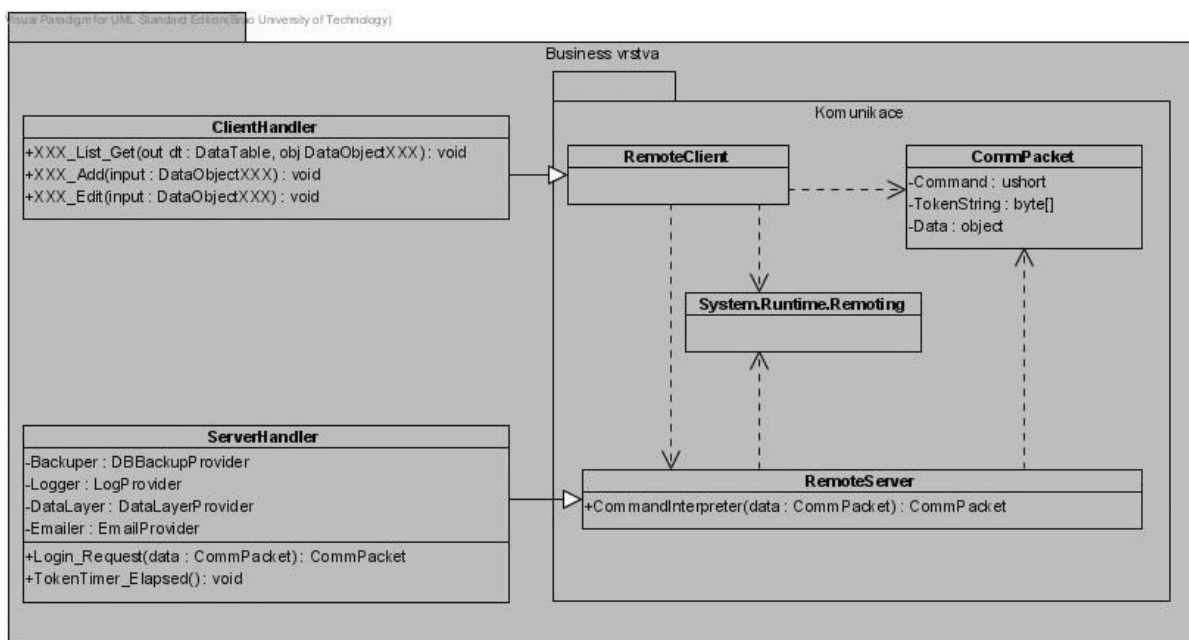 Visual Paradigm for UML Standard Edition(Brno University of Technology)
Business vrstva
Komunikace
ClientHandler
+XXX_List_Get(out dt : DataTable, obj DataObjectXXX) : void
+XXX_Add(input : DataObjectXXX) : void
+XXX_Edit(input : DataObjectXXX) : void
RemoteClient
CommPacket
-Command : ushort
-TokenString : byte[]
-Data : object
System.Runtime.Remoting
ServerHandler
-Backuper : DBBackupProvider
-Logger : LogProvider
-DataLayer : DataLayerProvider
-Emailer : EmailProvider
+Login_Request(data : CommPacket) : CommPacket
+TokenTimer_Elapsed() : void
RemoteServer
+CommandInterpreter(data : CommPacket) : CommPacket